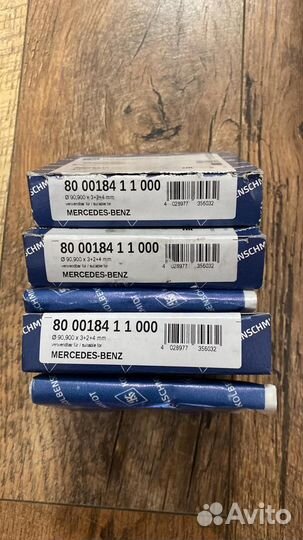 80 00184 1 1 000
Ø 90,900 x 3+2+4 mm
verwendbar für / suitable for
MERCEDES-BENZ
4 028977 356032
80 00184 1 1 000
Ø 90,900 x 3+2+4 mm
verwendbar für / suitable for
MERCEDES-BENZ
4 028977 356032
80 00184 1 1 000
Ø 90,900 x 3+2+4 mm
verwendbar für / suitable for
MERCEDES-BENZ
4 028977 356032
KS
Avito